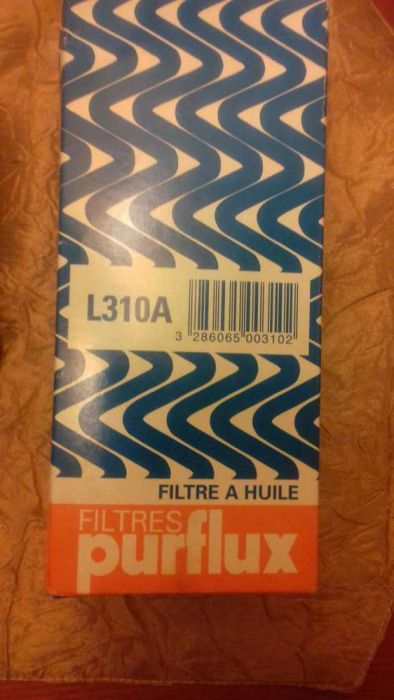 L310A
3 286065 003102
FILTRE A HUILE
FILTRES
purflux